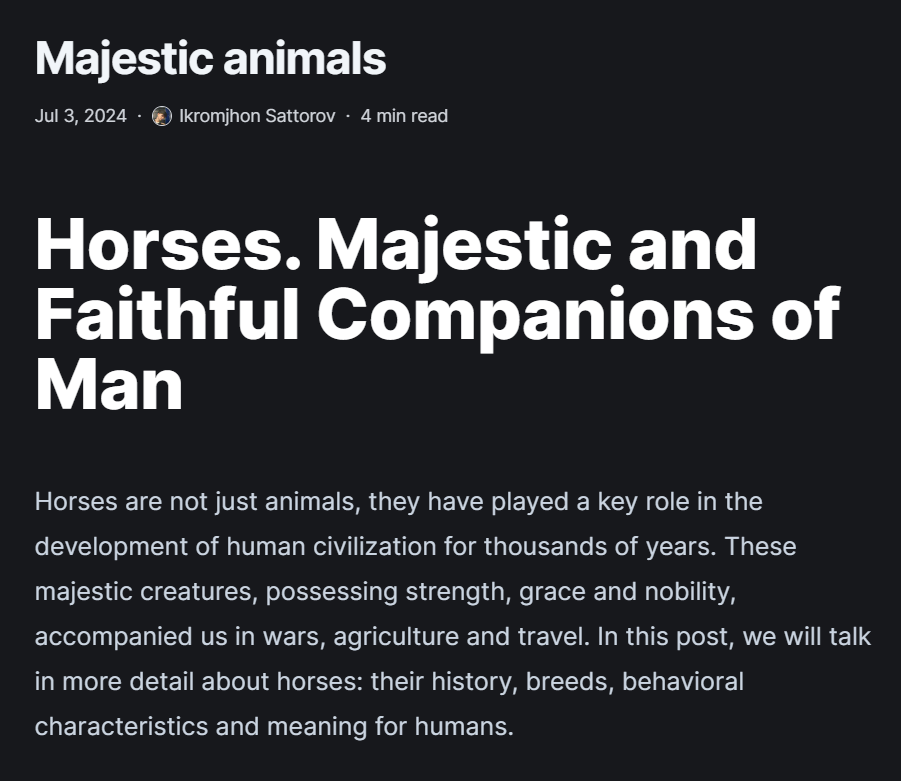 Majestic animals
Jul 3, 2024 · Ikromjhon Sattorov · 4 min read
Horses. Majestic and
Faithful Companions of
Man
Horses are not just animals, they have played a key role in the
development of human civilization for thousands of years. These
majestic creatures, possessing strength, grace and nobility,
accompanied us in wars, agriculture and travel. In this post, we will talk
in more detail about horses: their history, breeds, behavioral
characteristics and meaning for humans.